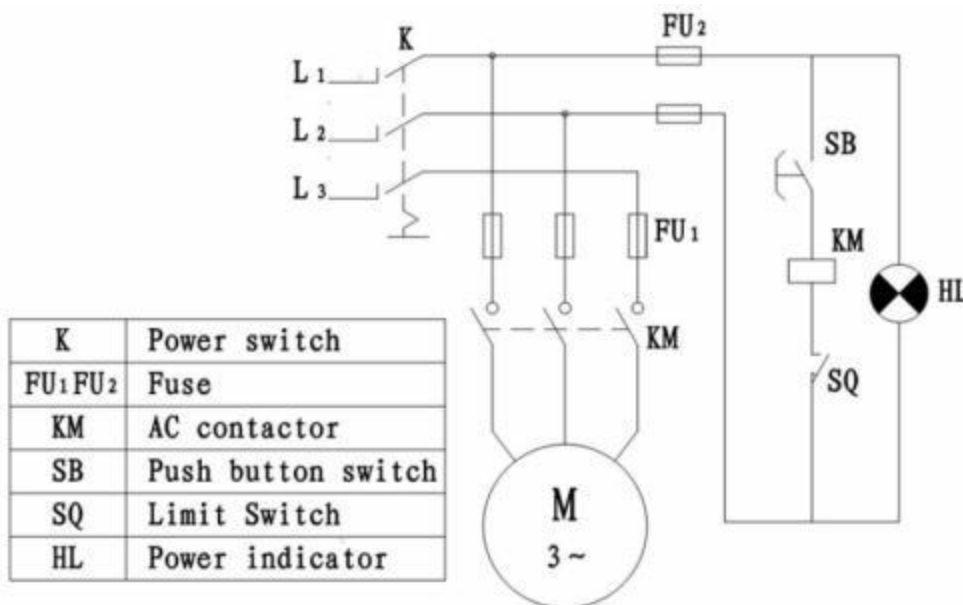 K
FU2
L1
L2
SB
L3
FU1
KM
HL
KM
SQ
M
3~
K Power switch
FU1FU2 Fuse
KM AC contactor
SB Push button switch
SQ Limit Switch
HL Power indicator